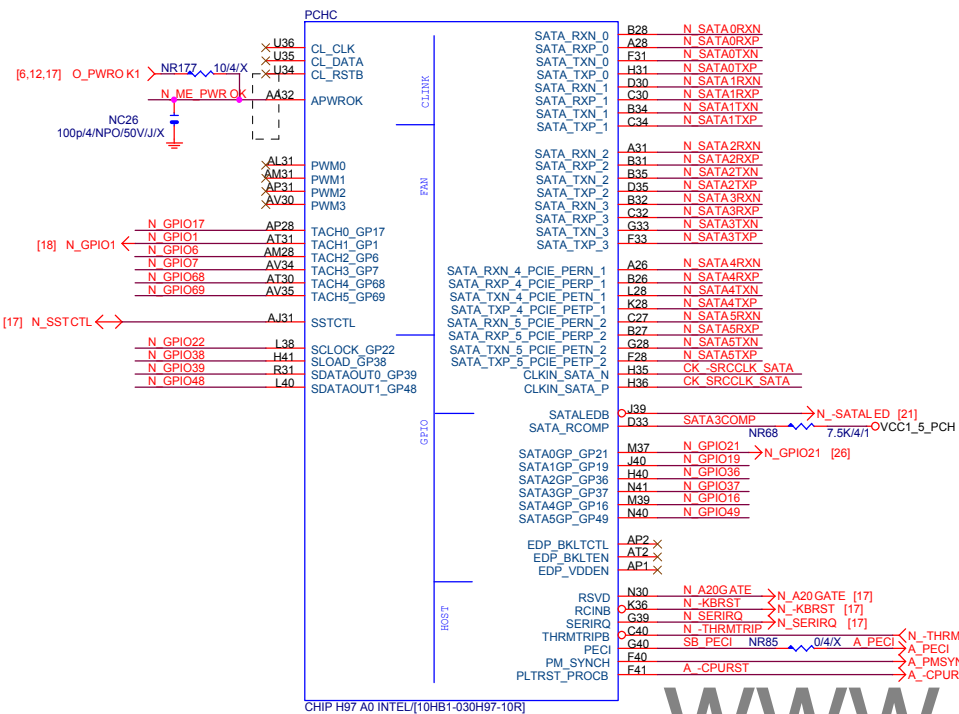 PCHC
U36 CL_CLK
U35 CL_DATA
U34 CL_RSTB
[6,12,17] O_PWROK1 NR177 10/4/X
N_ME_PWROK AA32 APWROK
NC26
100p/4/NPO/50V/J/X
CLINK
AL31 PWM0
AM31 PWM1
AP31 PWM2
AV30 PWM3
FAN
N_GPIO17 AP28 TACH0_GP17
[18] N_GPIO1 N_GPIO1 AT31 TACH1_GP1
N_GPIO6 AM28 TACH2_GP6
N_GPIO7 AV34 TACH3_GP7
N_GPIO68 AT30 TACH4_GP68
N_GPIO69 AV35 TACH5_GP69
[17] N_SSTCTL AJ31 SSTCTL
N_GPIO22 L38 SCLOCK_GP22
N_GPIO38 H41 SLOAD_GP38
N_GPIO39 R31 SDATAOUT0_GP39
N_GPIO48 L40 SDATAOUT1_GP48
GPIO
HOST
SATA_RXN_0 B28 N_SATA0RXN
SATA_RXP_0 A28 N_SATA0RXP
SATA_TXN_0 F31 N_SATA0TXN
SATA_TXP_0 H31 N_SATA0TXP
SATA_RXN_1 D30 N_SATA1RXN
SATA_RXP_1 C30 N_SATA1RXP
SATA_TXN_1 B34 N_SATA1TXN
SATA_TXP_1 C34 N_SATA1TXP
SATA_RXN_2 A31 N_SATA2RXN
SATA_RXP_2 B31 N_SATA2RXP
SATA_TXN_2 B35 N_SATA2TXN
SATA_TXP_2 D35 N_SATA2TXP
SATA_RXN_3 B32 N_SATA3RXN
SATA_RXP_3 C32 N_SATA3RXP
SATA_TXN_3 G33 N_SATA3TXN
SATA_TXP_3 F33 N_SATA3TXP
SATA_RXN_4_PCIE_PERN_1 A26 N_SATA4RXN
SATA_RXP_4_PCIE_PERP_1 B26 N_SATA4RXP
SATA_TXN_4_PCIE_PETN_1 L28 N_SATA4TXN
SATA_TXP_4_PCIE_PETP_1 K28 N_SATA4TXP
SATA_RXN_5_PCIE_PERN_2 C27 N_SATA5RXN
SATA_RXP_5_PCIE_PERP_2 B27 N_SATA5RXP
SATA_TXN_5_PCIE_PETN_2 G28 N_SATA5TXN
SATA_TXP_5_PCIE_PETP_2 F28 N_SATA5TXP
CLKIN_SATA_N H35 CK_-SRCCLK_SATA
CLKIN_SATA_P H36 CK_SRCCLK_SATA
SATALEDB J39 N_-SATALED [21]
SATA_RCOMP D33 SATA3COMP NR68 7.5K/4/1 VCC1_5_PCH
SATA0GP_GP21 M37 N_GPIO21 N_GPIO21 [26]
SATA1GP_GP19 J40 N_GPIO19
SATA2GP_GP36 H40 N_GPIO36
SATA3GP_GP37 N41 N_GPIO37
SATA4GP_GP16 M39 N_GPIO16
SATA5GP_GP49 N40 N_GPIO49
EDP_BKLTCTL AP2
EDP_BKLTEN AT2
EDP_VDDEN AP1
RSVD N30 N_A20GATE N_A20GATE [17]
RCINB K36 N_-KBRST N_-KBRST [17]
SERIRQ G39 N_SERIRQ N_SERIRQ [17]
THRMTRIPB C40 N_-THRMTRIP N_-THRM
PECI G40 SB_PECI NR85 0/4/X A_PECI A_PECI
PM_SYNCH F40 A_PMSYN
PLTRST_PROCB F41 A_-CPURST A_-CPUR
CHIP H97 A0 INTEL/[10HB1-030H97-10R]
WWW